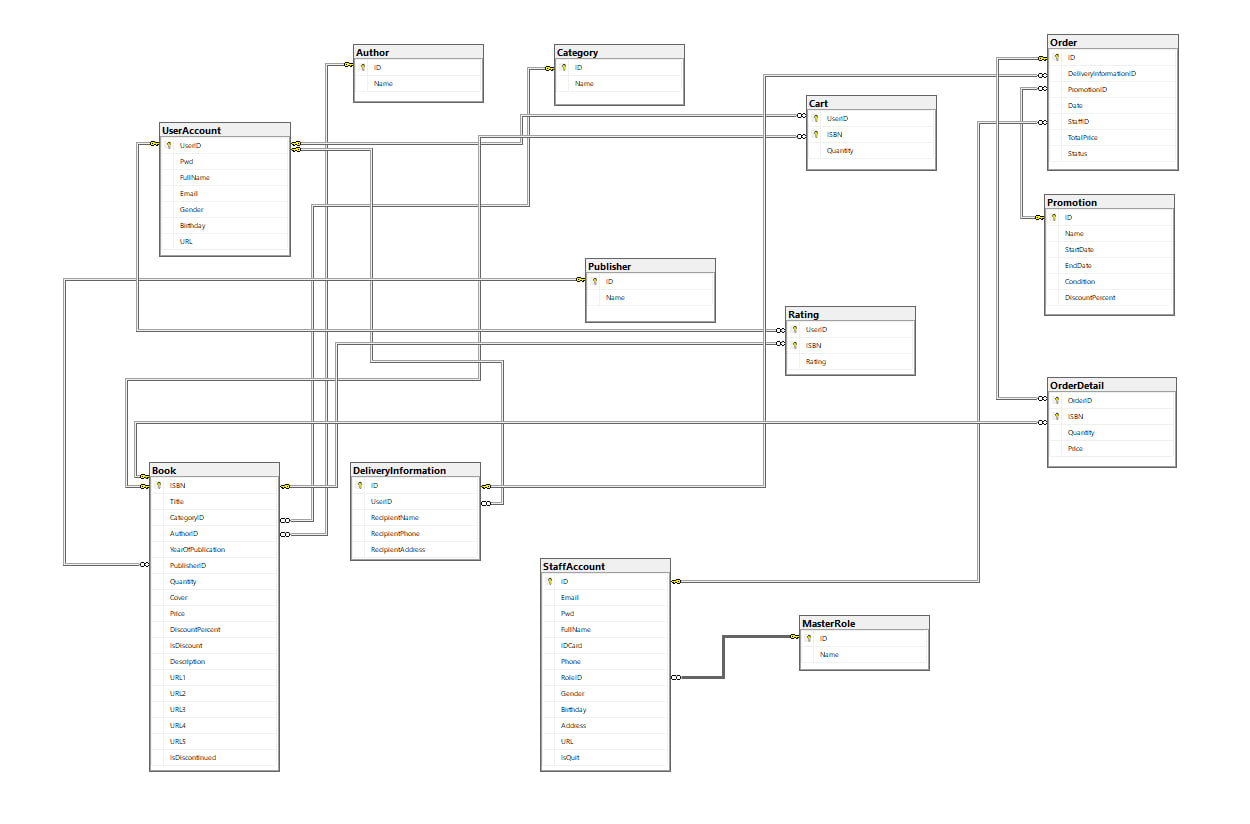 Author
ID
Name
Category
ID
Name
Order
ID
DeliveryInformationID
PromotionID
Date
StaffID
TotalPrice
Status
Cart
UserID
ISBN
Quantity
UserAccount
UserID
Pwd
FullName
Email
Gender
Birthday
URL
Promotion
ID
Name
StartDate
EndDate
Condition
DiscountPercent
Publisher
ID
Name
Rating
UserID
ISBN
Rating
OrderDetail
OrderID
ISBN
Quantity
Price
Book
ISBN
Title
CategoryID
AuthorID
YearOfPublication
PublisherID
Quantity
Cover
Price
DiscountPercent
IsDiscount
Description
URL1
URL2
URL3
URL4
URL5
IsDiscontinued
DeliveryInformation
ID
UserID
RecipientName
RecipientPhone
RecipientAddress
StaffAccount
ID
Email
Pwd
FullName
IDCard
Phone
RoleID
Gender
Birthday
Address
URL
IsQuit
MasterRole
ID
Name